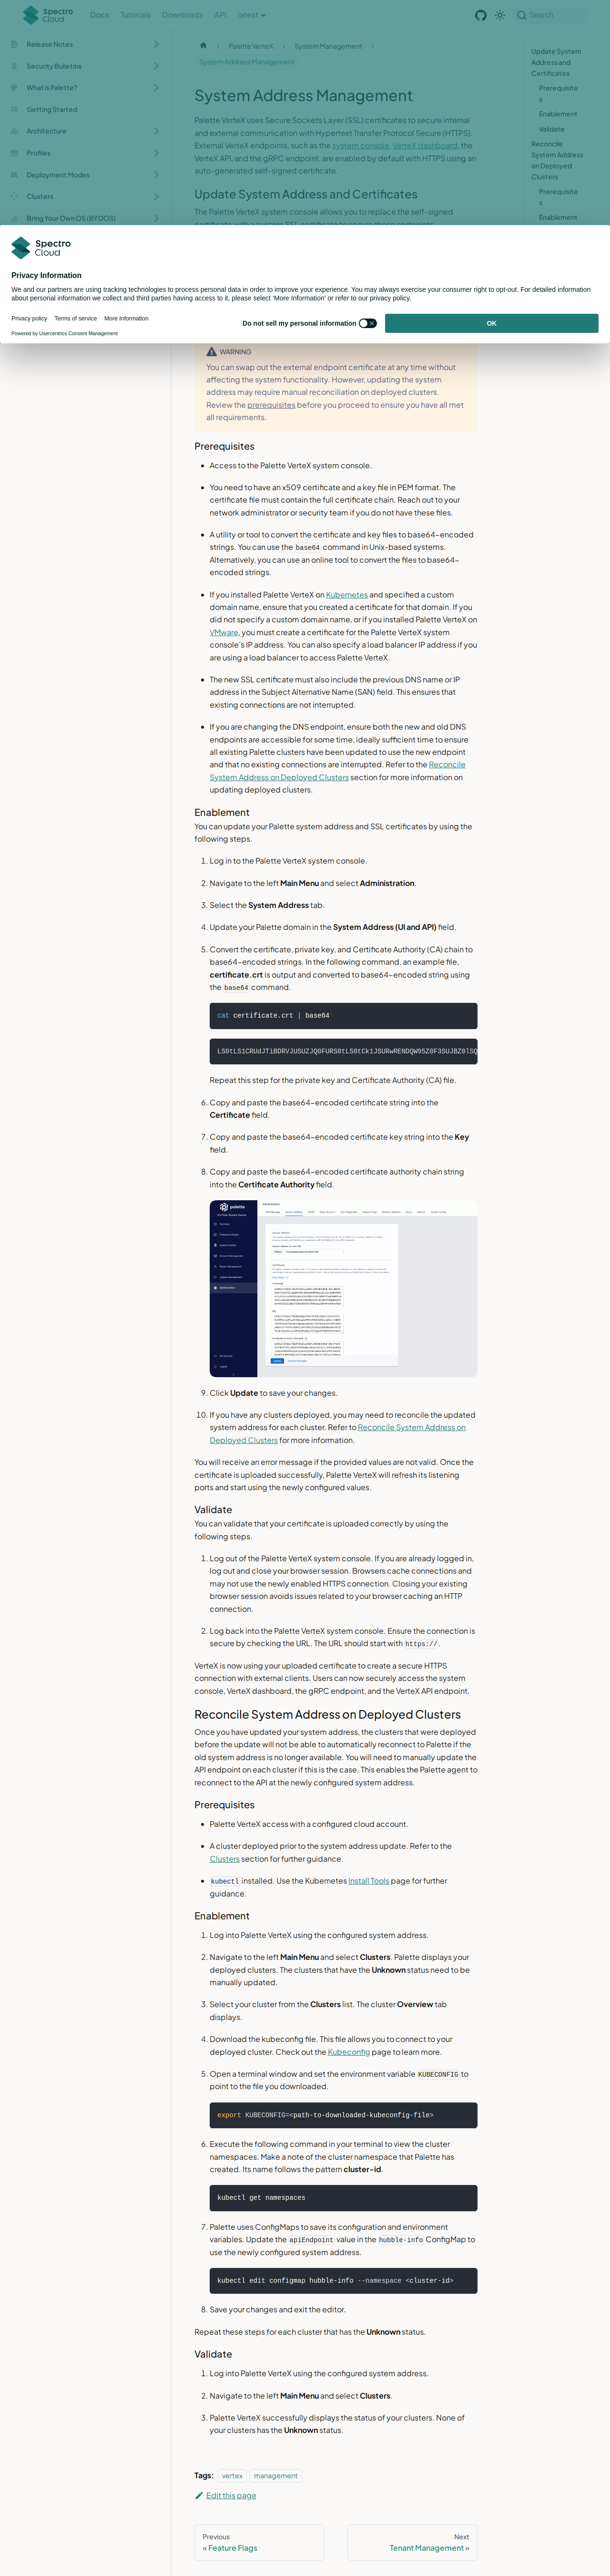 Spectro Cloud
Docs
Tutorials
Downloads
API
latest
Search
Release Notes
Security Bulletins
What is Palette?
Getting Started
Architecture
Profiles
Deployment Modes
Clusters
Bring Your Own OS (BYOOS)
Palette VerteX
System Management
System Address Management
Update System
Address and
Certificates
Prerequisite
s
Enablement
Validate
Reconcile
System Address
on Deployed
Clusters
Prerequisite
s
Enablement
System Address Management
Palette VerteX uses Secure Sockets Layer (SSL) certificates to secure internal
and external communication with Hypertext Transfer Protocol Secure (HTTPS).
External VerteX endpoints, such as the system console, VerteX dashboard, the
VerteX API, and the gRPC endpoint, are enabled by default with HTTPS using an
auto-generated self-signed certificate.
Update System Address and Certificates
The Palette VerteX system console allows you to replace the self-signed
Spectro
Cloud
Privacy Information
We and our partners are using tracking technologies to process personal data in order to improve your experience. You may always exercise your consumer right to opt-out. For detailed information
about personal information we collect and third parties having access to it, please select ‘More Information’ or refer to our privacy policy.
Privacy policy
Terms of service
More Information
Powered by Usercentrics Consent Management
Do not sell my personal information
OK
WARNING
You can swap out the external endpoint certificate at any time without
affecting the system functionality. However, updating the system
address may require manual reconciliation on deployed clusters.
Review the prerequisites before you proceed to ensure you have all met
all requirements.
Prerequisites
Access to the Palette VerteX system console.
You need to have an x509 certificate and a key file in PEM format. The
certificate file must contain the full certificate chain. Reach out to your
network administrator or security team if you do not have these files.
A utility or tool to convert the certificate and key files to base64-encoded
strings. You can use the base64 command in Unix-based systems.
Alternatively, you can use an online tool to convert the files to base64-
encoded strings.
If you installed Palette VerteX on Kubernetes and specified a custom
domain name, ensure that you created a certificate for that domain. If you
did not specify a custom domain name, or if you installed Palette VerteX on
VMware, you must create a certificate for the Palette VerteX system
console’s IP address. You can also specify a load balancer IP address if you
are using a load balancer to access Palette VerteX.
The new SSL certificate must also include the previous DNS name or IP
address in the Subject Alternative Name (SAN) field. This ensures that
existing connections are not interrupted.
If you are changing the DNS endpoint, ensure both the new and old DNS
endpoints are accessible for some time, ideally sufficient time to ensure
all existing Palette clusters have been updated to use the new endpoint
and that no existing connections are interrupted. Refer to the Reconcile
System Address on Deployed Clusters section for more information on
updating deployed clusters.
Enablement
You can update your Palette system address and SSL certificates by using the
following steps.
1. Log in to the Palette VerteX system console.
2. Navigate to the left Main Menu and select Administration.
3. Select the System Address tab.
4. Update your Palette domain in the System Address (UI and API) field.
5. Convert the certificate, private key, and Certificate Authority (CA) chain to
base64-encoded strings. In the following command, an example file,
certificate.crt is output and converted to base64-encoded string using
the base64 command.
cat certificate.crt | base64
Repeat this step for the private key and Certificate Authority (CA) file.
6. Copy and paste the base64-encoded certificate string into the
Certificate field.
7. Copy and paste the base64-encoded certificate key string into the Key
field.
8. Copy and paste the base64-encoded certificate authority chain string
into the Certificate Authority field.
palette
9. Click Update to save your changes.
10. If you have any clusters deployed, you may need to reconcile the updated
system address for each cluster. Refer to Reconcile System Address on
Deployed Clusters for more information.
You will receive an error message if the provided values are not valid. Once the
certificate is uploaded successfully, Palette VerteX will refresh its listening
ports and start using the newly configured values.
Validate
You can validate that your certificate is uploaded correctly by using the
following steps.
1. Log out of the Palette VerteX system console. If you are already logged in,
log out and close your browser session. Browsers cache connections and
may not use the newly enabled HTTPS connection. Closing your existing
browser session avoids issues related to your browser caching an HTTP
connection.
2. Log back into the Palette VerteX system console. Ensure the connection is
secure by checking the URL. The URL should start with https://.
VerteX is now using your uploaded certificate to create a secure HTTPS
connection with external clients. Users can now securely access the system
console, VerteX dashboard, the gRPC endpoint, and the VerteX API endpoint.
Reconcile System Address on Deployed Clusters
Once you have updated your system address, the clusters that were deployed
before the update will not be able to automatically reconnect to Palette if the
old system address is no longer available. You will need to manually update the
API endpoint on each cluster if this is the case. This enables the Palette agent to
reconnect to the API at the newly configured system address.
Prerequisites
Palette VerteX access with a configured cloud account.
A cluster deployed prior to the system address update. Refer to the
Clusters section for further guidance.
kubectl installed. Use the Kubernetes Install Tools page for further
guidance.
Enablement
1. Log into Palette VerteX using the configured system address.
2. Navigate to the left Main Menu and select Clusters. Palette displays your
deployed clusters. The clusters that have the Unknown status need to be
manually updated.
3. Select your cluster from the Clusters list. The cluster Overview tab
displays.
4. Download the kubeconfig file. This file allows you to connect to your
deployed cluster. Check out the Kubeconfig page to learn more.
5. Open a terminal window and set the environment variable KUBECONFIG to
point to the file you downloaded.
export KUBECONFIG=<path-to-downloaded-kubeconfig-file>
6. Execute the following command in your terminal to view the cluster
namespaces. Make a note of the cluster namespace that Palette has
created. Its name follows the pattern cluster-id.
kubectl get namespaces
7. Palette uses ConfigMaps to save its configuration and environment
variables. Update the apiEndpoint value in the hubble-info ConfigMap to
use the newly configured system address.
kubectl edit configmap hubble-info --namespace <cluster-id>
8. Save your changes and exit the editor.
Repeat these steps for each cluster that has the Unknown status.
Validate
1. Log into Palette VerteX using the configured system address.
2. Navigate to the left Main Menu and select Clusters.
3. Palette VerteX successfully displays the status of your clusters. None of
your clusters has the Unknown status.
Tags:
vertex
management
Edit this page
Previous
« Feature Glags
Next
Tenant Management »